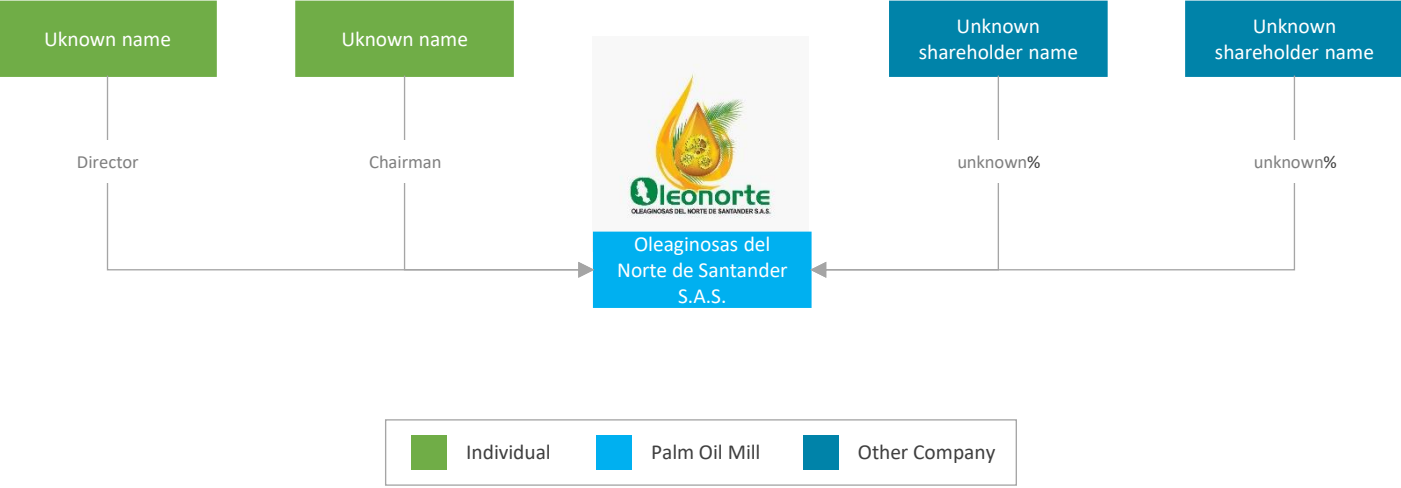 Uknown name
Uknown name
Unknown
shareholder name
Unknown
shareholder name
Director
Chairman
unknown%
unknown%
Oleonorte
OLEAGINOSAS DEL NORTE DE SANTANDER S.A.S.
Oleaginosas del
Norte de Santander
S.A.S.
Individual
Palm Oil Mill
Other Company